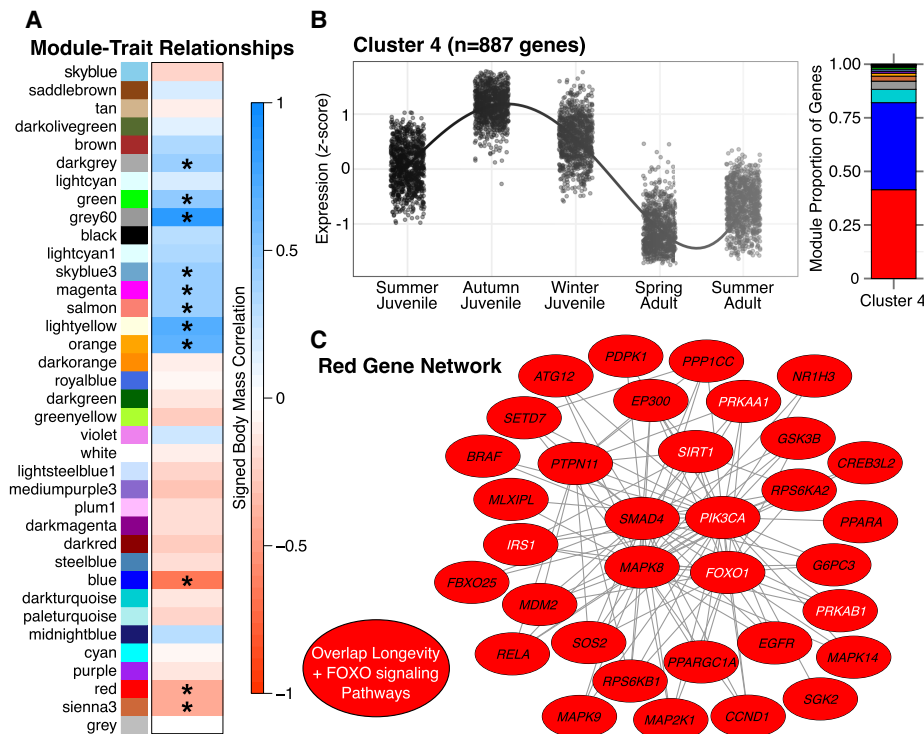 A
Module-Trait Relationships
skyblue
saddlebrown
tan
darkolivegreen
brown
darkgrey *
lightcyan
green *
grey60 *
black
lightcyan1
skyblue3 *
magenta *
salmon *
lightyellow *
orange *
darkorange
royalblue
darkgreen
greenyellow
violet
white
lightsteelblue1
mediumpurple3
plum1
darkmagenta
darkred
steelblue
blue *
darkturquoise
paleturquoise
midnightblue
cyan
purple
red *
sienna3 *
grey
Signed Body Mass Correlation
1
0.5
0
−0.5
−1
B
Cluster 4 (n=887 genes)
Expression (z-score)
1
0
-1
Summer Juvenile
Autumn Juvenile
Winter Juvenile
Spring Adult
Summer Adult
Module Proportion of Genes
1.00
0.75
0.50
0.25
0
Cluster 4
C
Red Gene Network
PDPK1
PPP1CC
ATG12
NR1H3
EP300
PRKAA1
SETD7
GSK3B
BRAF
PTPN11
SIRT1
CREB3L2
MLXIPL
RPS6KA2
SMAD4
PIK3CA
PPARA
IRS1
MAPK8
FOXO1
G6PC3
FBXO25
MDM2
PRKAB1
RELA
SOS2
PPARGC1A
EGFR
MAPK14
RPS6KB1
SGK2
MAPK9
MAP2K1
CCND1
Overlap Longevity
+ FOXO signaling
Pathways